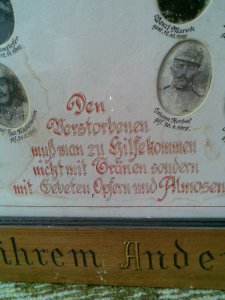 Den
Verstorbenen
muß man zu Hilfe kommen
nicht mit Tränen sondern
mit Gebeten Opfern und Almosen
ihrem Ande